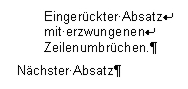 Eingerückter·Absatz↵
mit·erzwungenen↵
Zeilenumbrüchen.¶
Nächster·Absatz¶